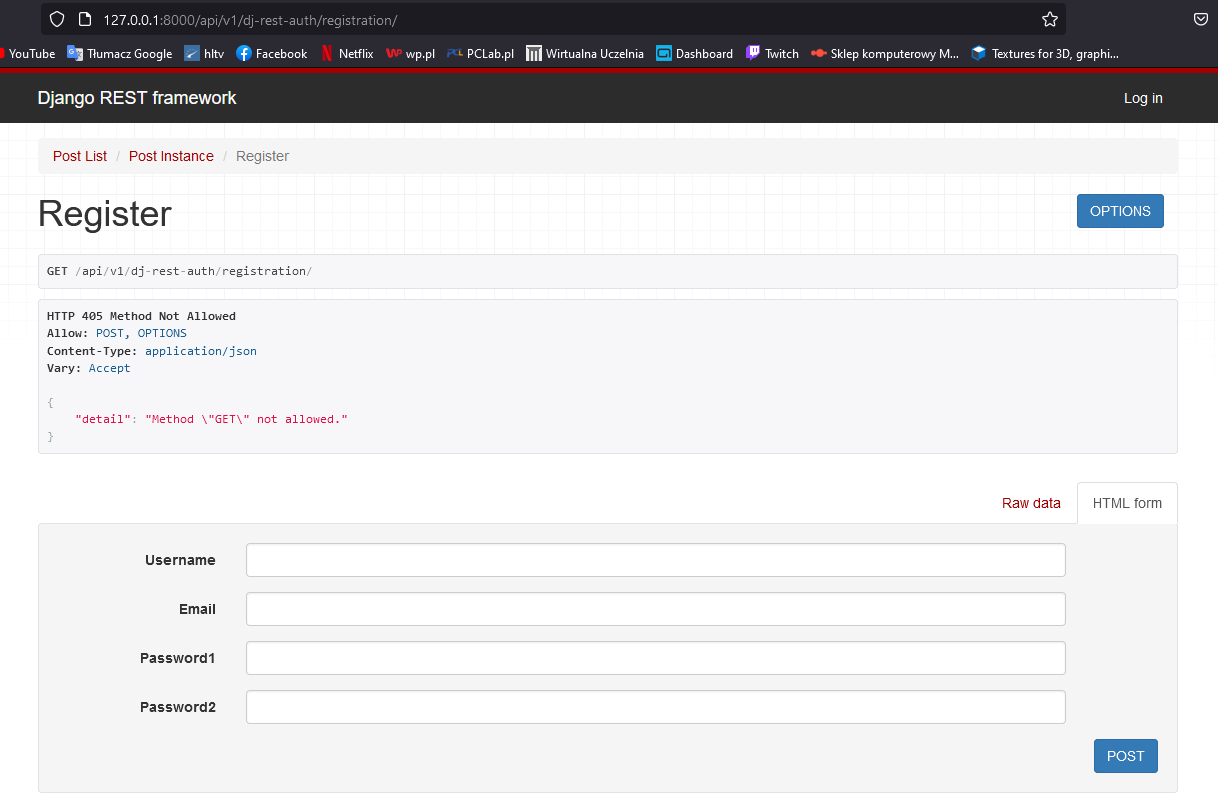 127.0.0.1:8000/api/v1/dj-rest-auth/registration/
YouTube Tłumacz Google hltv Facebook Netflix wp.pl PCLab.pl Wirtualna Uczelnia Dashboard Twitch Sklep komputerowy M... Textures for 3D, graphi...
Django REST framework Log in
Post List / Post Instance / Register
Register OPTIONS
GET /api/v1/dj-rest-auth/registration/
HTTP 405 Method Not Allowed
Allow: POST, OPTIONS
Content-Type: application/json
Vary: Accept
{
"detail": "Method \"GET\" not allowed."
}
Raw data HTML form
Username
Email
Password1
Password2
POST